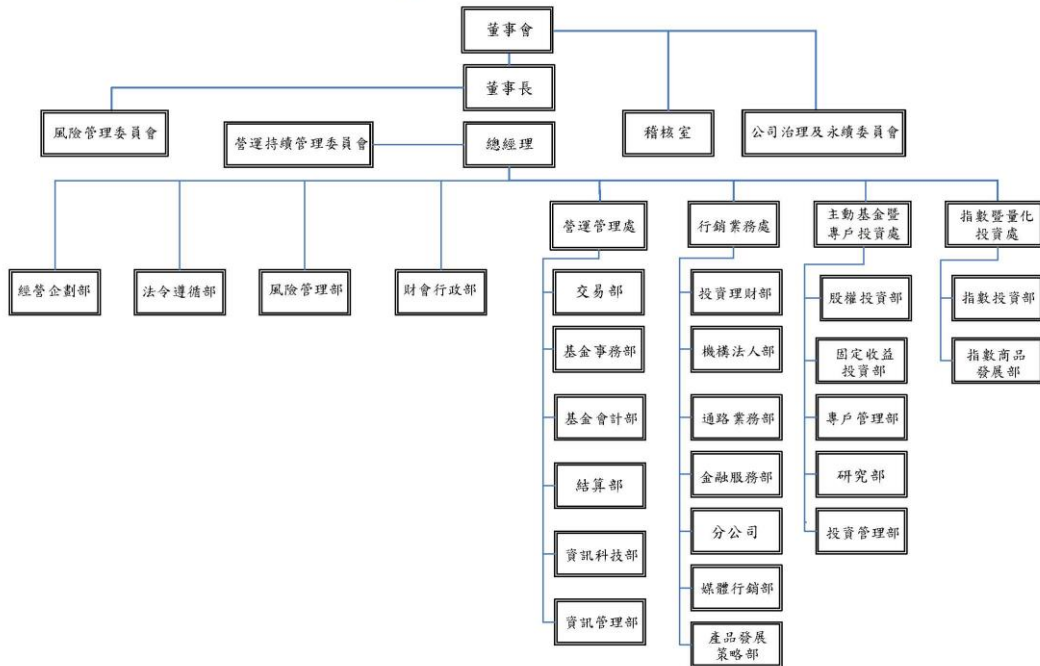 董事會
董事長
風險管理委員會
稽核室
公司治理及永續委員會
營運持續管理委員會
總經理
營運管理處
行銷業務處
主動基金暨
專戶投資處
指數暨量化
投資處
經營企劃部
法令遵循部
風險管理部
財會行政部
交易部
基金事務部
基金會計部
結算部
資訊科技部
資訊管理部
投資理財部
機構法人部
通路業務部
金融服務部
分公司
媒體行銷部
產品發展
策略部
股權投資部
固定收益
投資部
專戶管理部
研究部
投資管理部
指數投資部
指數商品
發展部